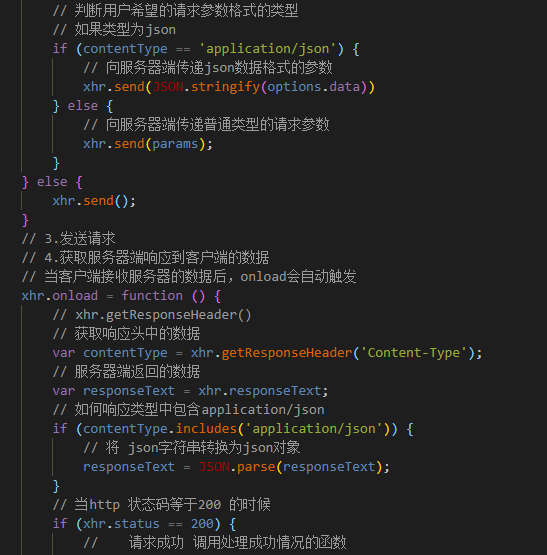 // 判断用户希望的请求参数格式的类型
// 如果类型为json
if (contentType == 'application/json') {
// 向服务器端传递json数据格式的参数
xhr.send(JSON.stringify(options.data))
} else {
// 向服务器端传递普通类型的请求参数
xhr.send(params);
}
} else {
xhr.send();
}
// 3.发送请求
// 4.获取服务器端响应到客户端的数据
// 当客户端接收服务器的数据后，onload会自动触发
xhr.onload = function () {
// xhr.getResponseHeader()
// 获取响应头中的数据
var contentType = xhr.getResponseHeader('Content-Type');
// 服务器端返回的数据
var responseText = xhr.responseText;
// 如何响应类型中包含application/json
if (contentType.includes('application/json')) {
// 将 json字符串转换为json对象
responseText = JSON.parse(responseText);
}
// 当http 状态码等于200 的时候
if (xhr.status == 200) {
//    请求成功 调用处理成功情况的函数